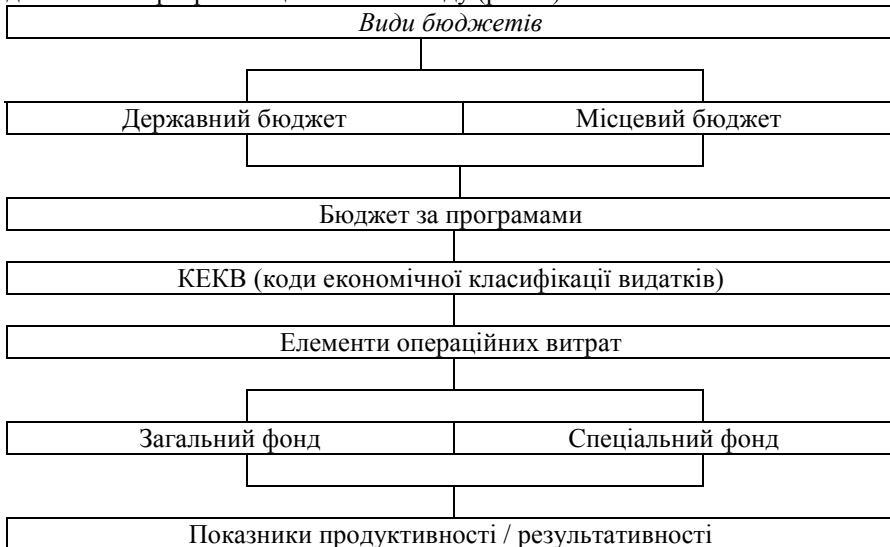 Види бюджетів
Державний бюджет
Місцевий бюджет
Бюджет за програмами
КЕКВ (коди економічної класифікації видатків)
Елементи операційних витрат
Загальний фонд
Спеціальний фонд
Показники продуктивності / результативності